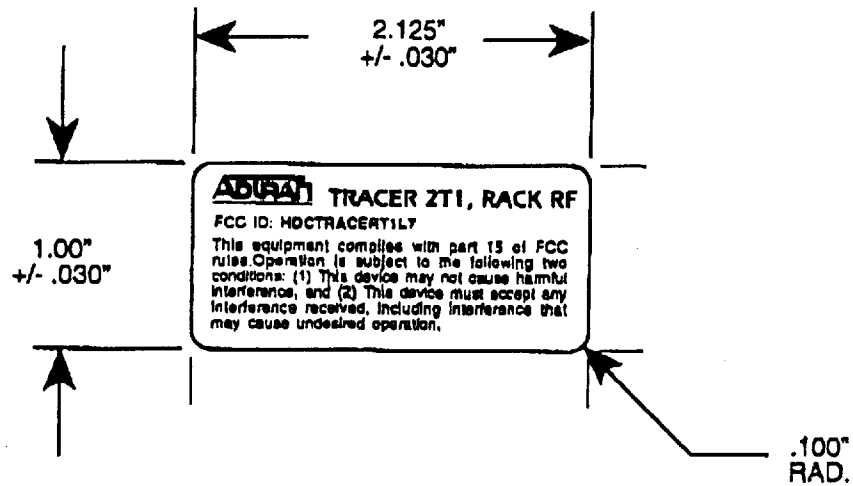 2.125"
+/- .030"
ADTRAN TRACER 2T1, RACK RF
FCC ID: HDCTRACERT1L7
This equipment complies with part 15 of FCC
rules.Operation is subject to the following two
conditions: (1) This device may not cause harmful
interference, and (2) This device must accept any
interference received, including interference that
may cause undesired operation.
1.00"
+/- .030"
.100"
RAD.